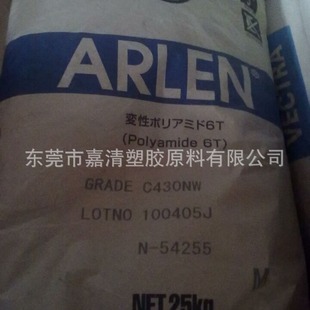 ARLEN®
変性ポリアミド6T
(Polyamide 6T)
东莞市嘉清塑胶原料有限公司
GRADE C430NW
LOTNO 100405J
N-54255
M
NET 25kg
VECTRA